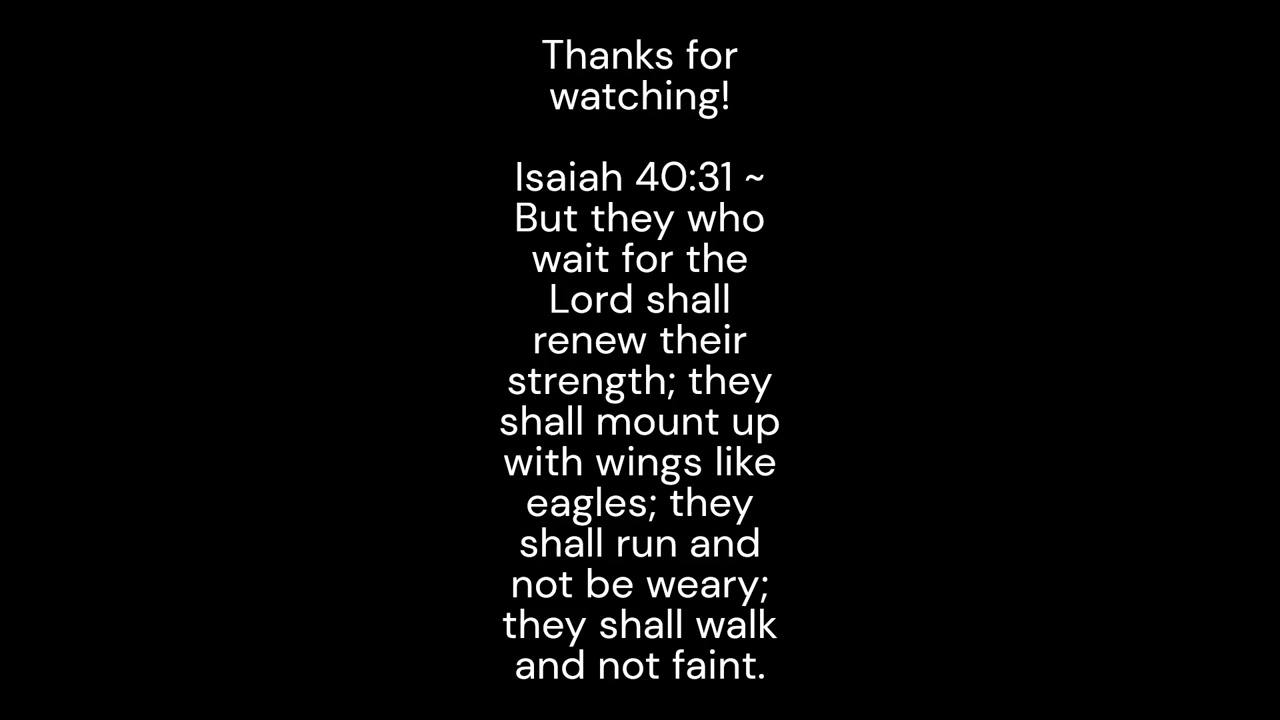 Thanks for
watching!
Isaiah 40:31 ~
But they who
wait for the
Lord shall
renew their
strength; they
shall mount up
with wings like
eagles; they
shall run and
not be weary;
they shall walk
and not faint.